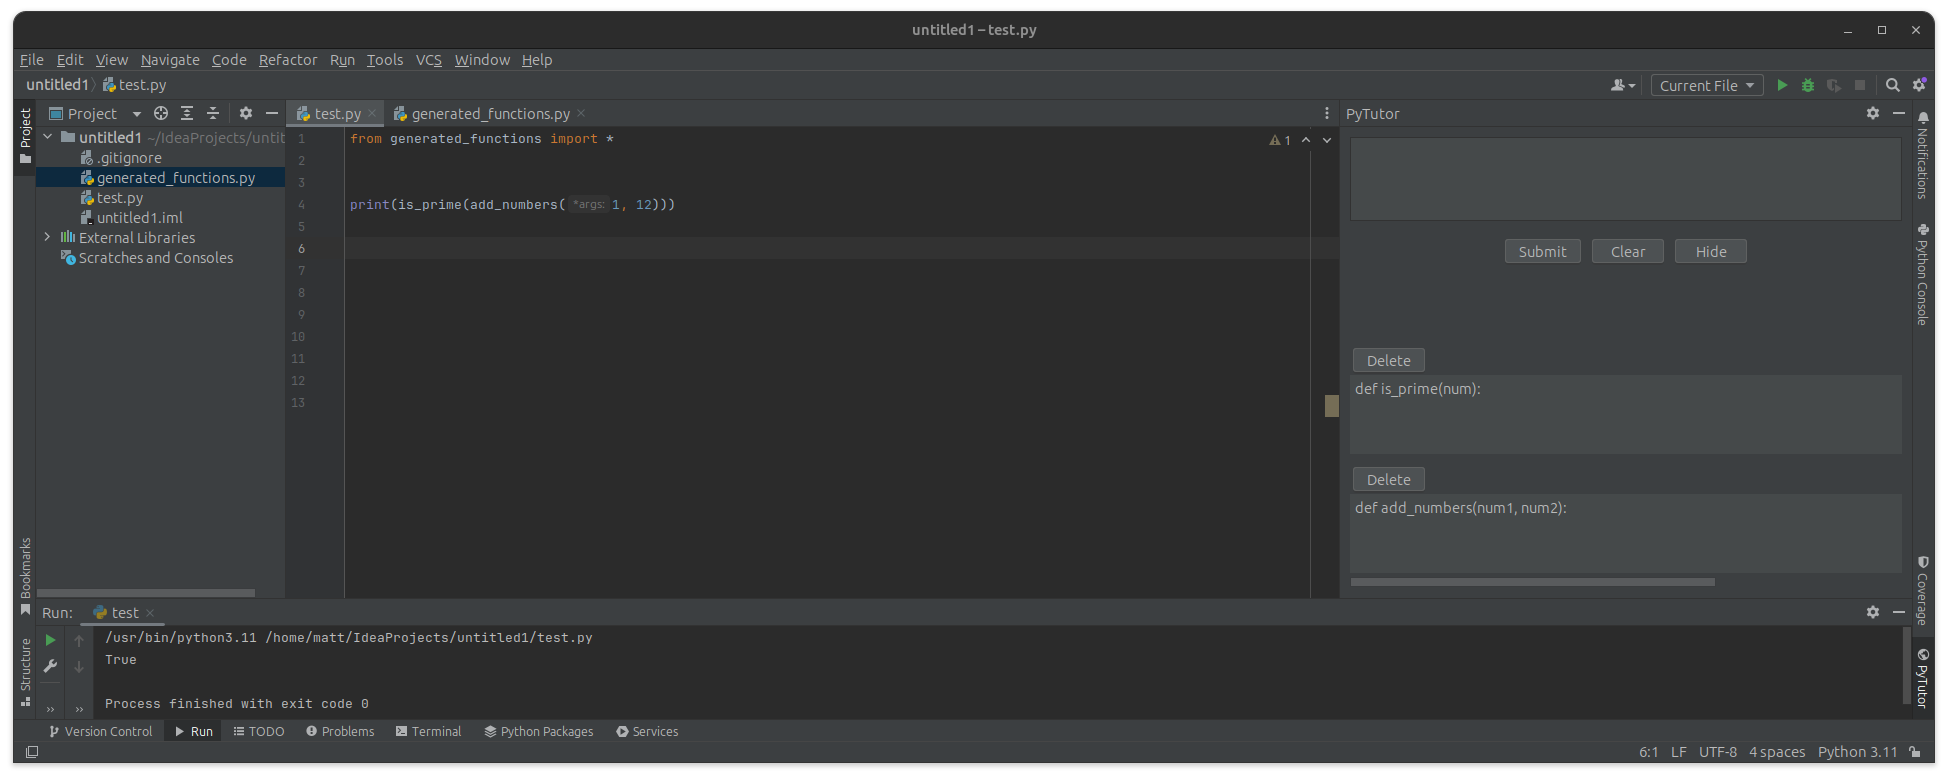 untitled1 – test.py
File Edit View Navigate Code Refactor Run Tools VCS Window Help
untitled1 test.py
Current File
Project
Project
untitled1 ~/IdeaProjects/untit
.gitignore
generated_functions.py
test.py
untitled1.iml
External Libraries
Scratches and Consoles
Bookmarks
Structure
test.py
generated_functions.py
1 from generated_functions import *
2
3
4 print(is_prime(add_numbers( *args: 1, 12)))
5
6
7
8
9
10
11
12
13
1
PyTutor
Submit Clear Hide
Delete
def is_prime(num):
Delete
def add_numbers(num1, num2):
Notifications
Python Console
Coverage
PyTutor
Run: test
/usr/bin/python3.11 /home/matt/IdeaProjects/untitled1/test.py
True
Process finished with exit code 0
Version Control Run TODO Problems Terminal Python Packages Services
6:1 LF UTF-8 4 spaces Python 3.11